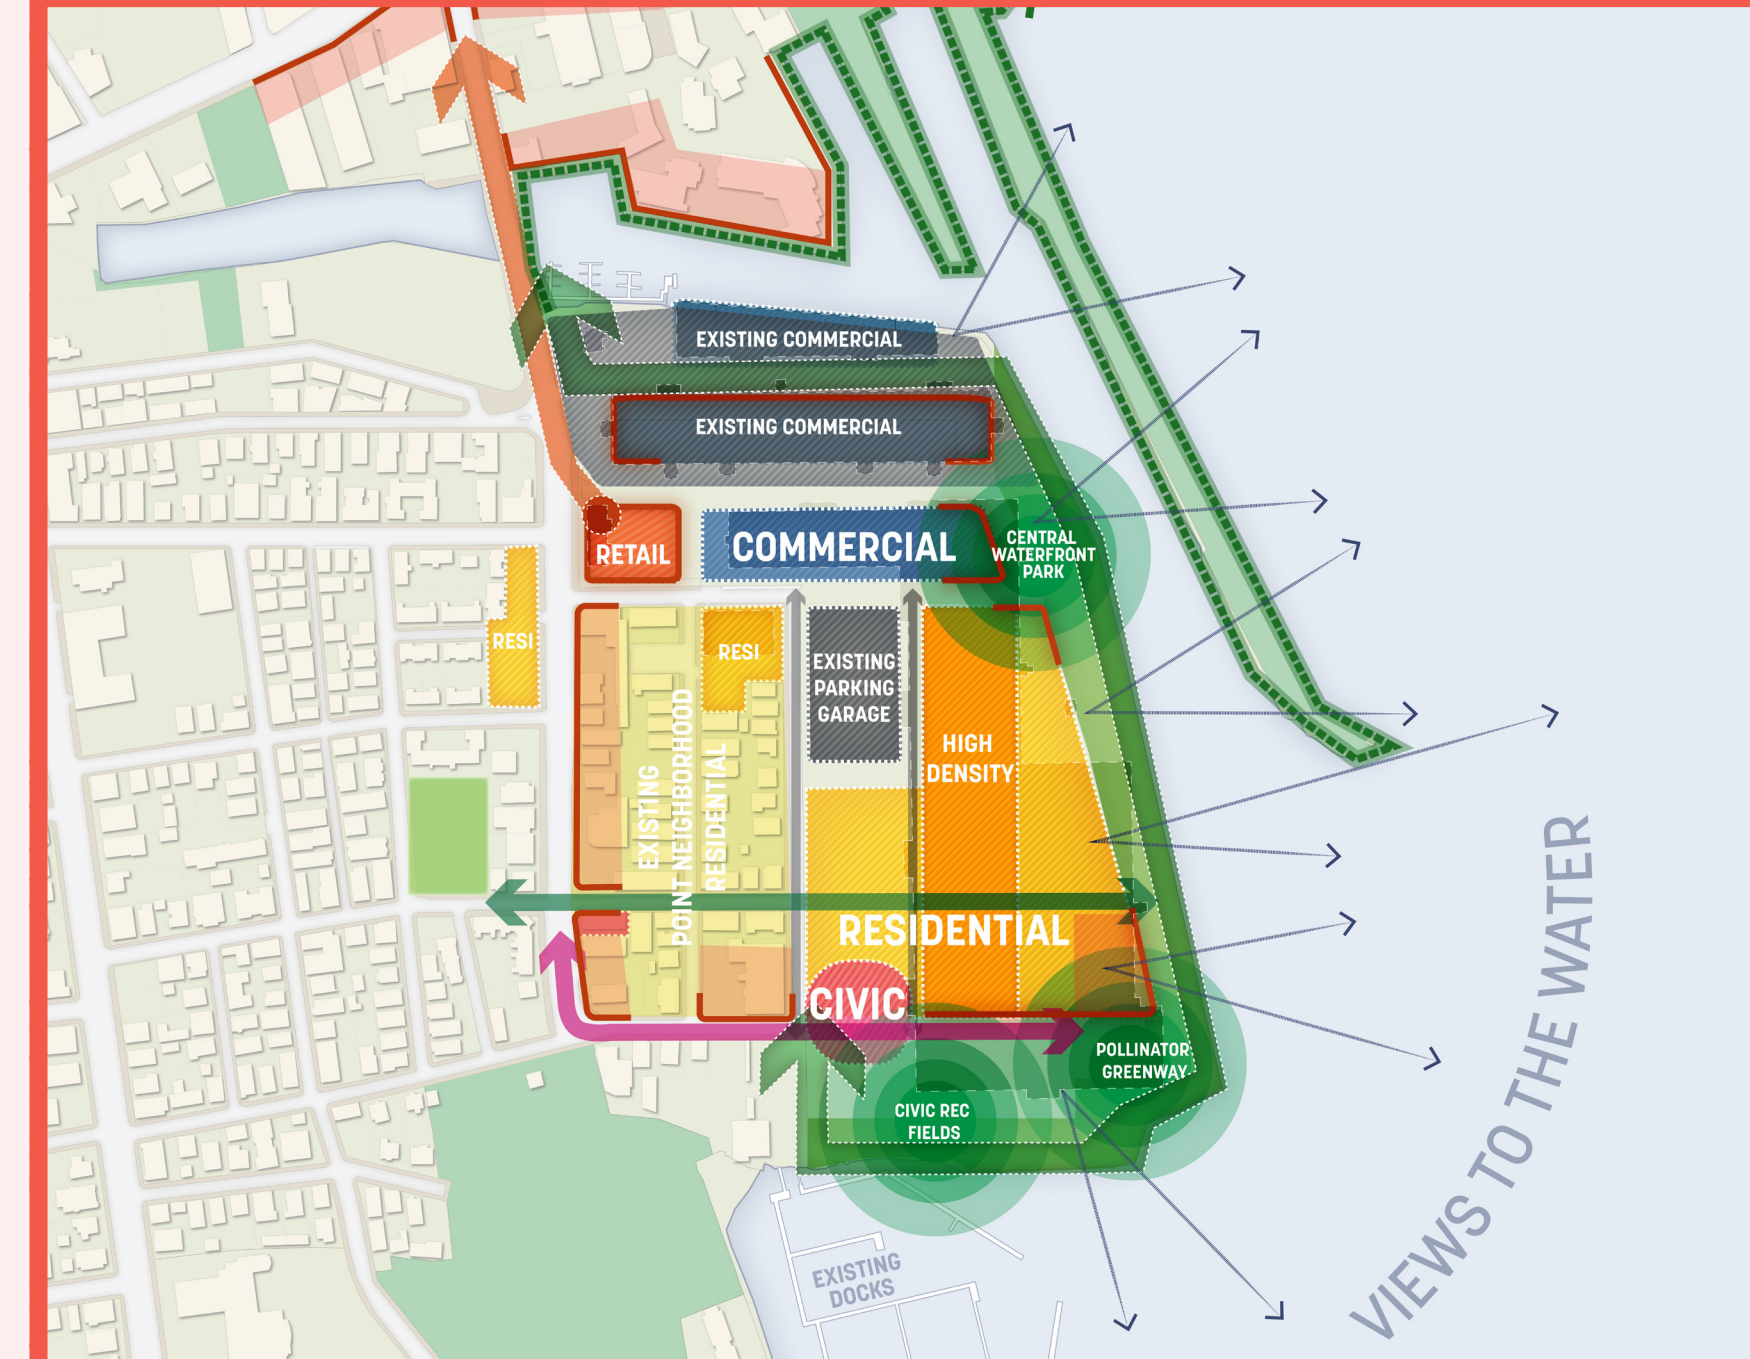 EXISTING COMMERCIAL
EXISTING COMMERCIAL
RETAIL
COMMERCIAL
CENTRAL
WATERFRONT
PARK
RESI
RESI
EXISTING
PARKING
GARAGE
HIGH
DENSITY
EXISTING
POINT NEIGHBORHOOD
RESIDENTIAL
RESIDENTIAL
CIVIC
POLLINATOR
GREENWAY
CIVIC REC
FIELDS
EXISTING
DOCKS
VIEWS TO THE WATER